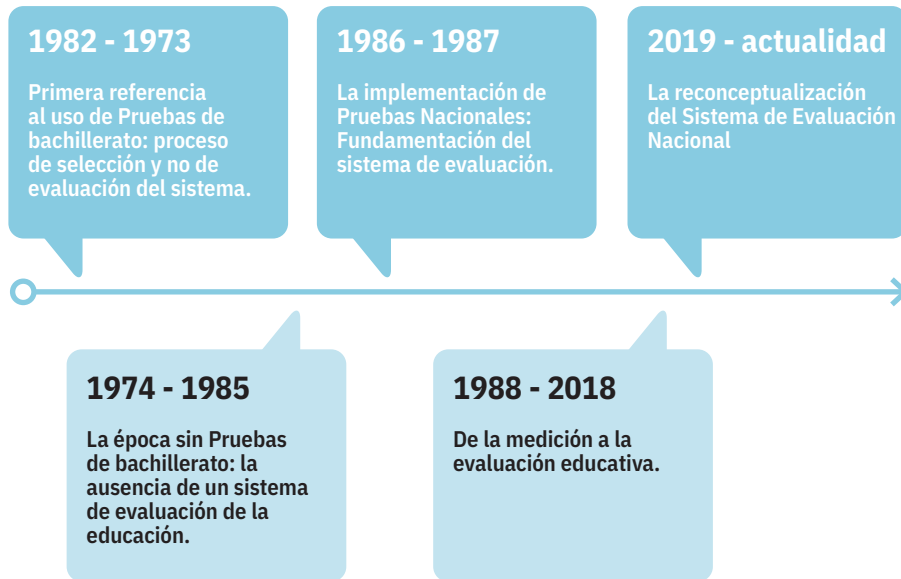 1982 - 1973
Primera referencia
al uso de Pruebas de
bachillerato: proceso
de selección y no de
evaluación del sistema.
1974 - 1985
La época sin Pruebas
de bachillerato: la
ausencia de un sistema
de evaluación de la
educación.
1986 - 1987
La implementación de
Pruebas Nacionales:
Fundamentación del
sistema de evaluación.
1988 - 2018
De la medición a la
evaluación educativa.
2019 - actualidad
La reconceptualización
del Sistema de Evaluación
Nacional